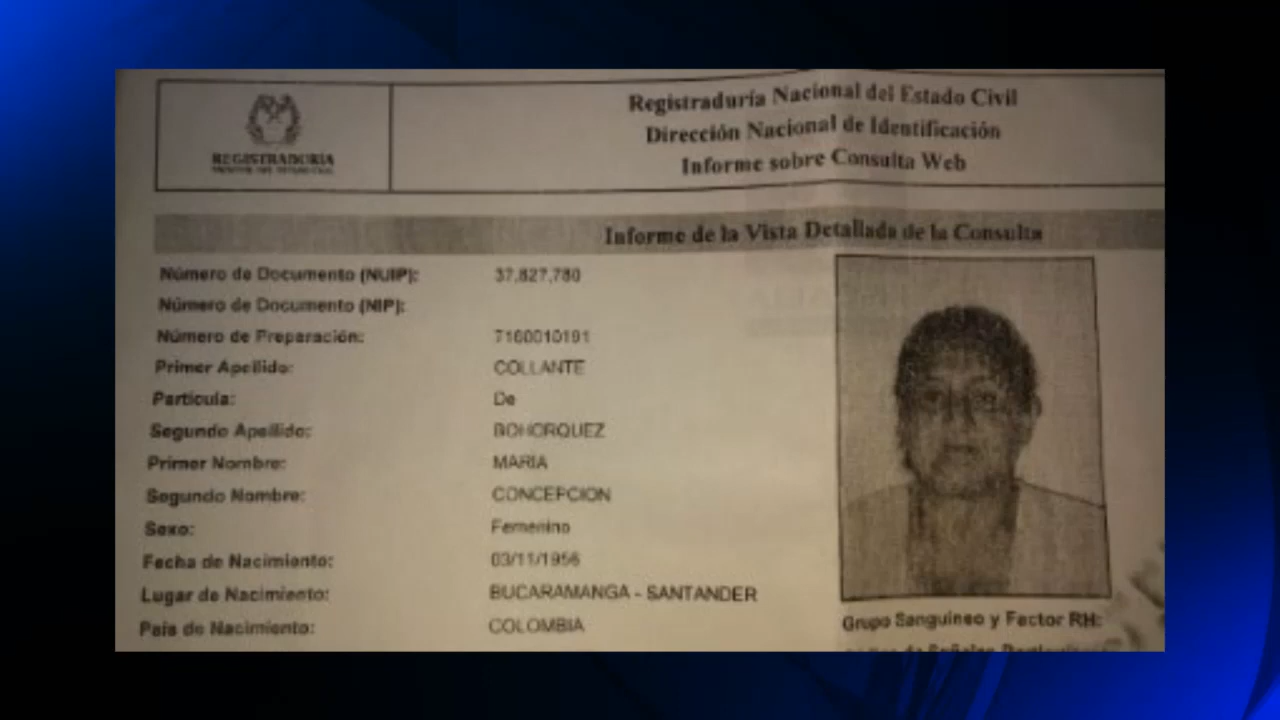 REGISTRADURÍA
Registraduría Nacional del Estado Civil
Dirección Nacional de Identificación
Informe sobre Consulta Web
Informe de la Vista Detallada de la Consulta
Número de Documento (NUIP): 37,827,780
Número de Documento (NIP):
Número de Preparación: 7160010191
Primer Apellido: COLLANTE
Particula: De
Segundo Apellido: BOHORQUEZ
Primer Nombre: MARIA
Segundo Nombre: CONCEPCION
Sexo: Femenino
Fecha de Nacimiento: 03/11/1956
Lugar de Nacimiento: BUCARAMANGA - SANTANDER
País de Nacimiento: COLOMBIA
Grupo Sanguineo y Factor RH: